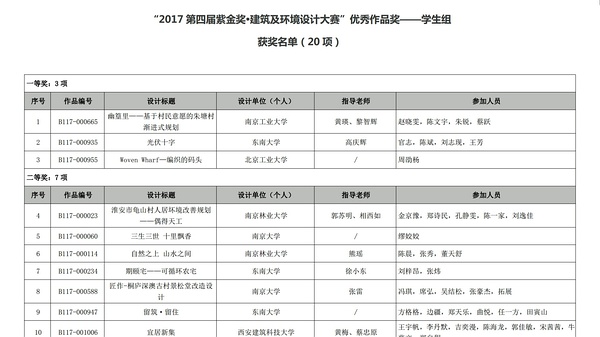 “2017 第四届紫金奖•建筑及环境设计大赛”优秀作品奖——学生组
获奖名单（20 项）
一等奖：3 项
序号 作品编号 设计标题 设计单位（个人） 指导老师 参加人员
1 B117-000665 幽篁里——基于村民意愿的朱塘村渐进式规划 南京工业大学 黄瑛、黎智辉 赵晓雯，陈文宇，朱锐，蔡跃
2 B117-000935 光伏十字 东南大学 高庆辉 官志，陈斌，刘志现，王芳
3 B117-000955 Woven Wharf—编织的码头 北京工业大学 / 周勋杨
二等奖：7 项
序号 作品编号 设计标题 设计单位（个人） 指导老师 参加人员
4 B117-000023 淮安市龟山村人居环境改善规划——偶得天工 南京林业大学 郭苏明、相西如 金京豫，郑诗民，孔静雯，陈一家，刘逸佳
5 B117-000060 三生三世 十里飘香 南京大学 / 缪姣姣
6 B117-000114 自然之上 山水之间 南京林业大学 熊瑶 陈晨，张秀，董天舒
7 B117-000234 期颐宅——可循环农宅 东南大学 徐小东 刘梓昂，张炜
8 B117-000588 匠作-桐庐深澳古村景松堂改造设计 南京林业大学 张雷 冯琪，席弘，吴结松，张豪杰，拓展
9 B117-000947 留筑·留住 东南大学 / 方格格，边疆，郑天乐，曲悦，任一方，田寅山
10 B117-001006 宜居新集 西安建筑科技大学 黄梅、蔡忠原 王宇帆，李丹默，吉奕漫，陈海龙，郭佳敏，宋茜茜，牛